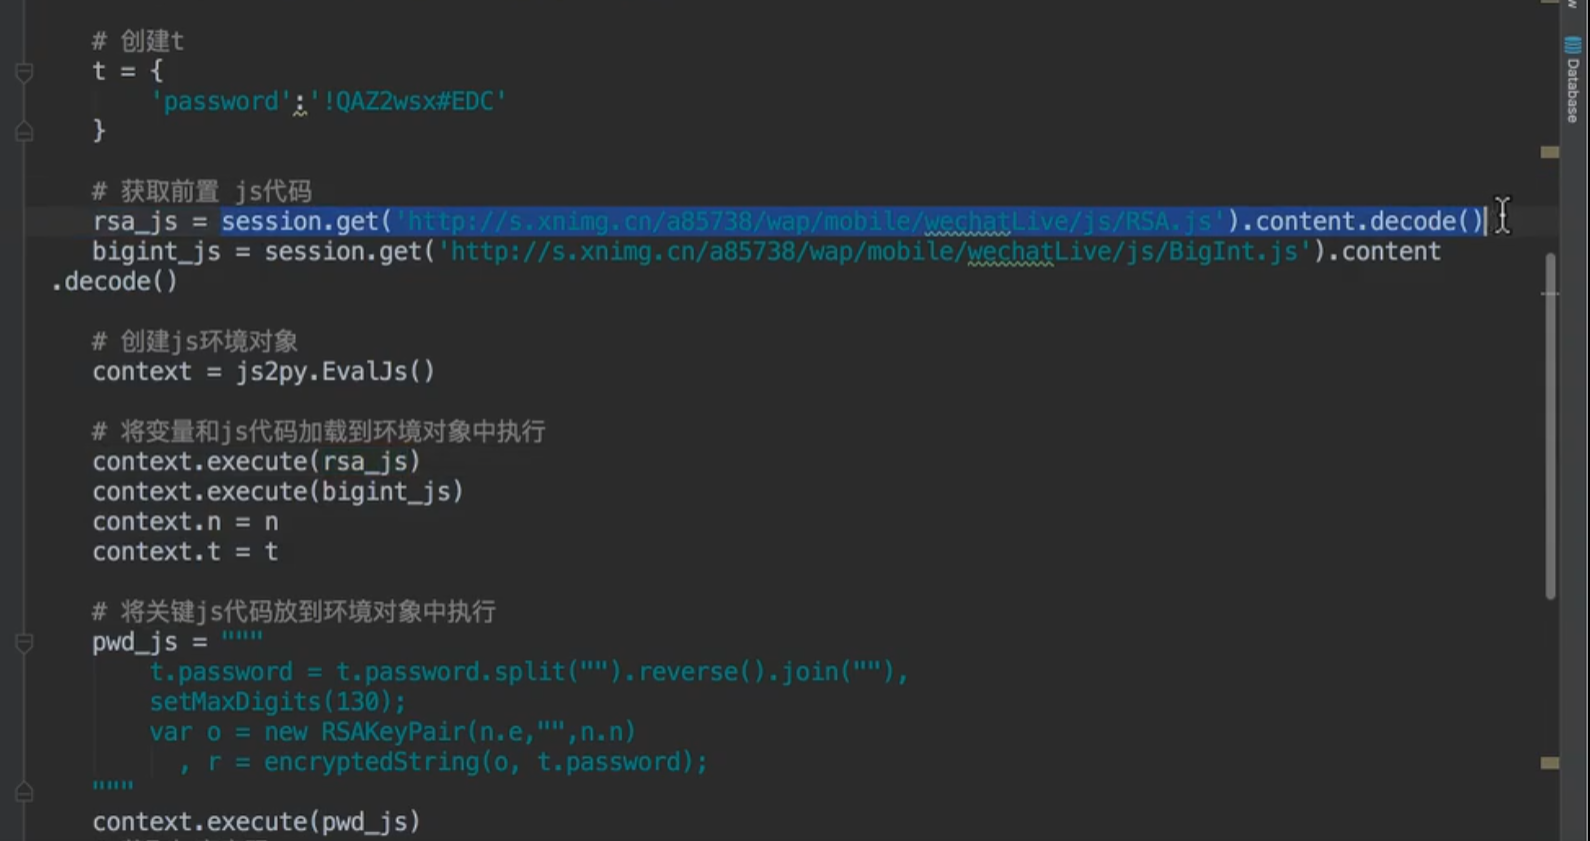 # 创建t
t = {
'password':'!QAZ2wsx#EDC'
}
# 获取前置 js代码
rsa_js = session.get('http://s.xnimg.cn/a85738/wap/mobile/wechatLive/js/RSA.js').content.decode()
bigint_js = session.get('http://s.xnimg.cn/a85738/wap/mobile/wechatLive/js/BigInt.js').content
.decode()
# 创建js环境对象
context = js2py.EvalJs()
# 将变量和js代码加载到环境对象中执行
context.execute(rsa_js)
context.execute(bigint_js)
context.n = n
context.t = t
# 将关键js代码放到环境对象中执行
pwd_js = """
t.password = t.password.split("").reverse().join(""),
setMaxDigits(130);
var o = new RSAKeyPair(n.e,"",n.n)
, r = encryptedString(o, t.password);
"""
context.execute(pwd_js)
Database